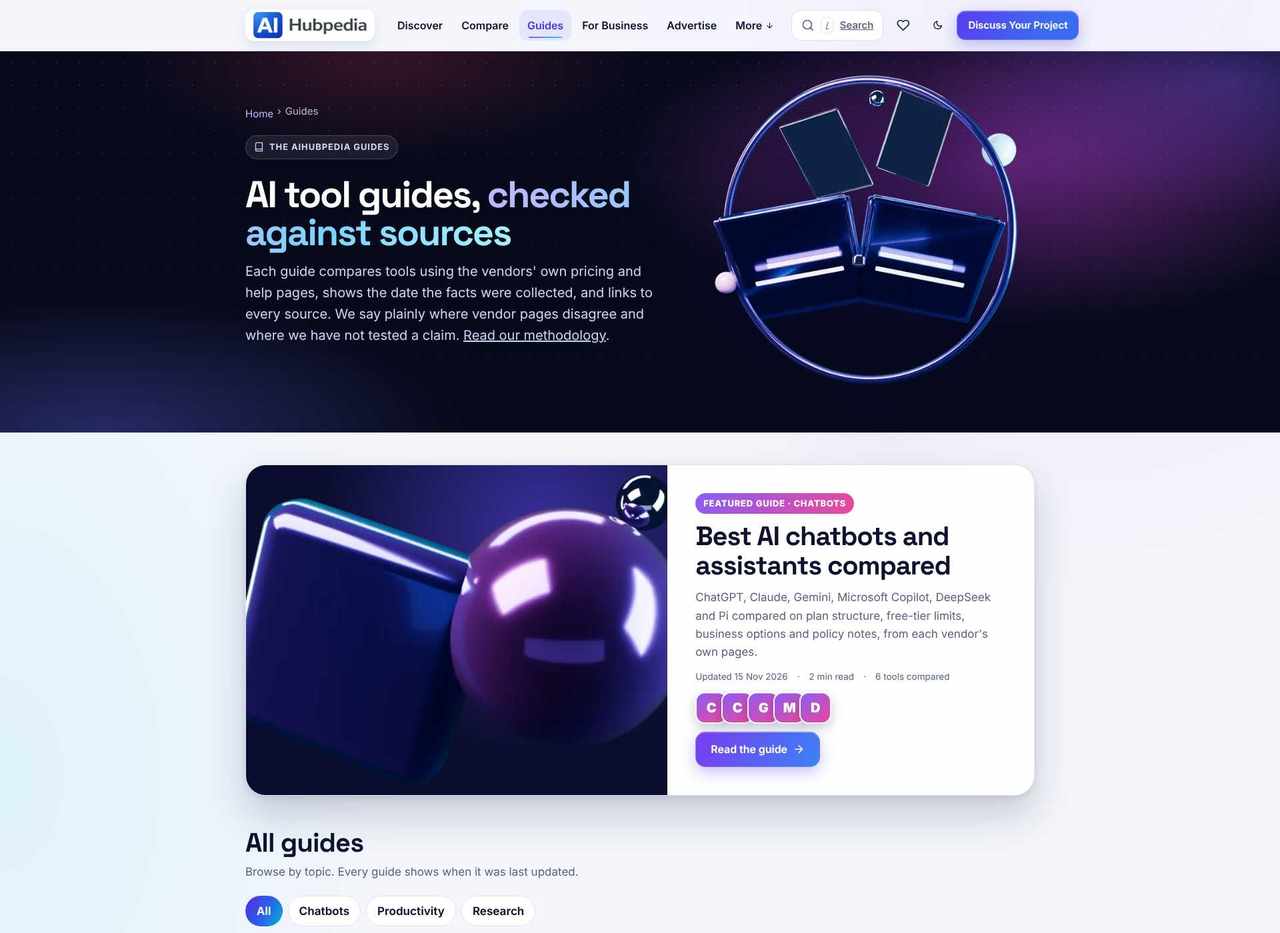 AI Hubpedia
Discover
Compare
Guides
For Business
Advertise
More ↓
/ Search
Discuss Your Project
Home › Guides
THE AIHUBPEDIA GUIDES
AI tool guides, checked
against sources
Each guide compares tools using the vendors' own pricing and
help pages, shows the date the facts were collected, and links to
every source. We say plainly where vendor pages disagree and
where we have not tested a claim. Read our methodology.
FEATURED GUIDE · CHATBOTS
Best AI chatbots and
assistants compared
ChatGPT, Claude, Gemini, Microsoft Copilot, DeepSeek
and Pi compared on plan structure, free-tier limits,
business options and policy notes, from each vendor's
own pages.
Updated 15 Nov 2026 · 2 min read · 6 tools compared
C C G M D
Read the guide →
All guides
Browse by topic. Every guide shows when it was last updated.
All
Chatbots
Productivity
Research